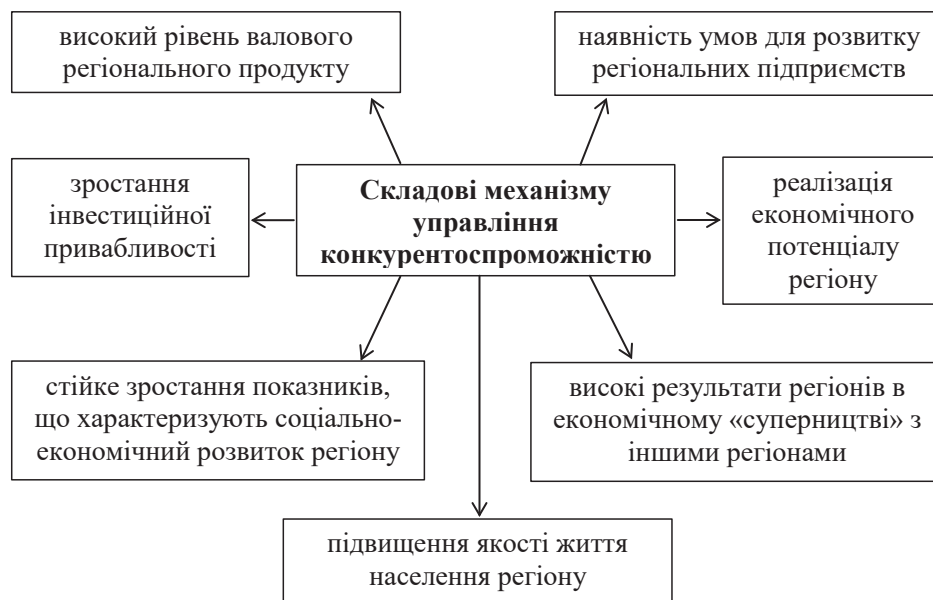 високий рівень валового
регіонального продукту
наявність умов для розвитку
регіональних підприємств
зростання
інвестиційної
привабливості
Складові механізму
управління
конкурентоспроможністю
реалізація
економічного
потенціалу
регіону
стійке зростання показників,
що характеризують соціально-
економічний розвиток регіону
високі результати регіонів в
економічному «суперництві» з
іншими регіонами
підвищення якості життя
населення регіону